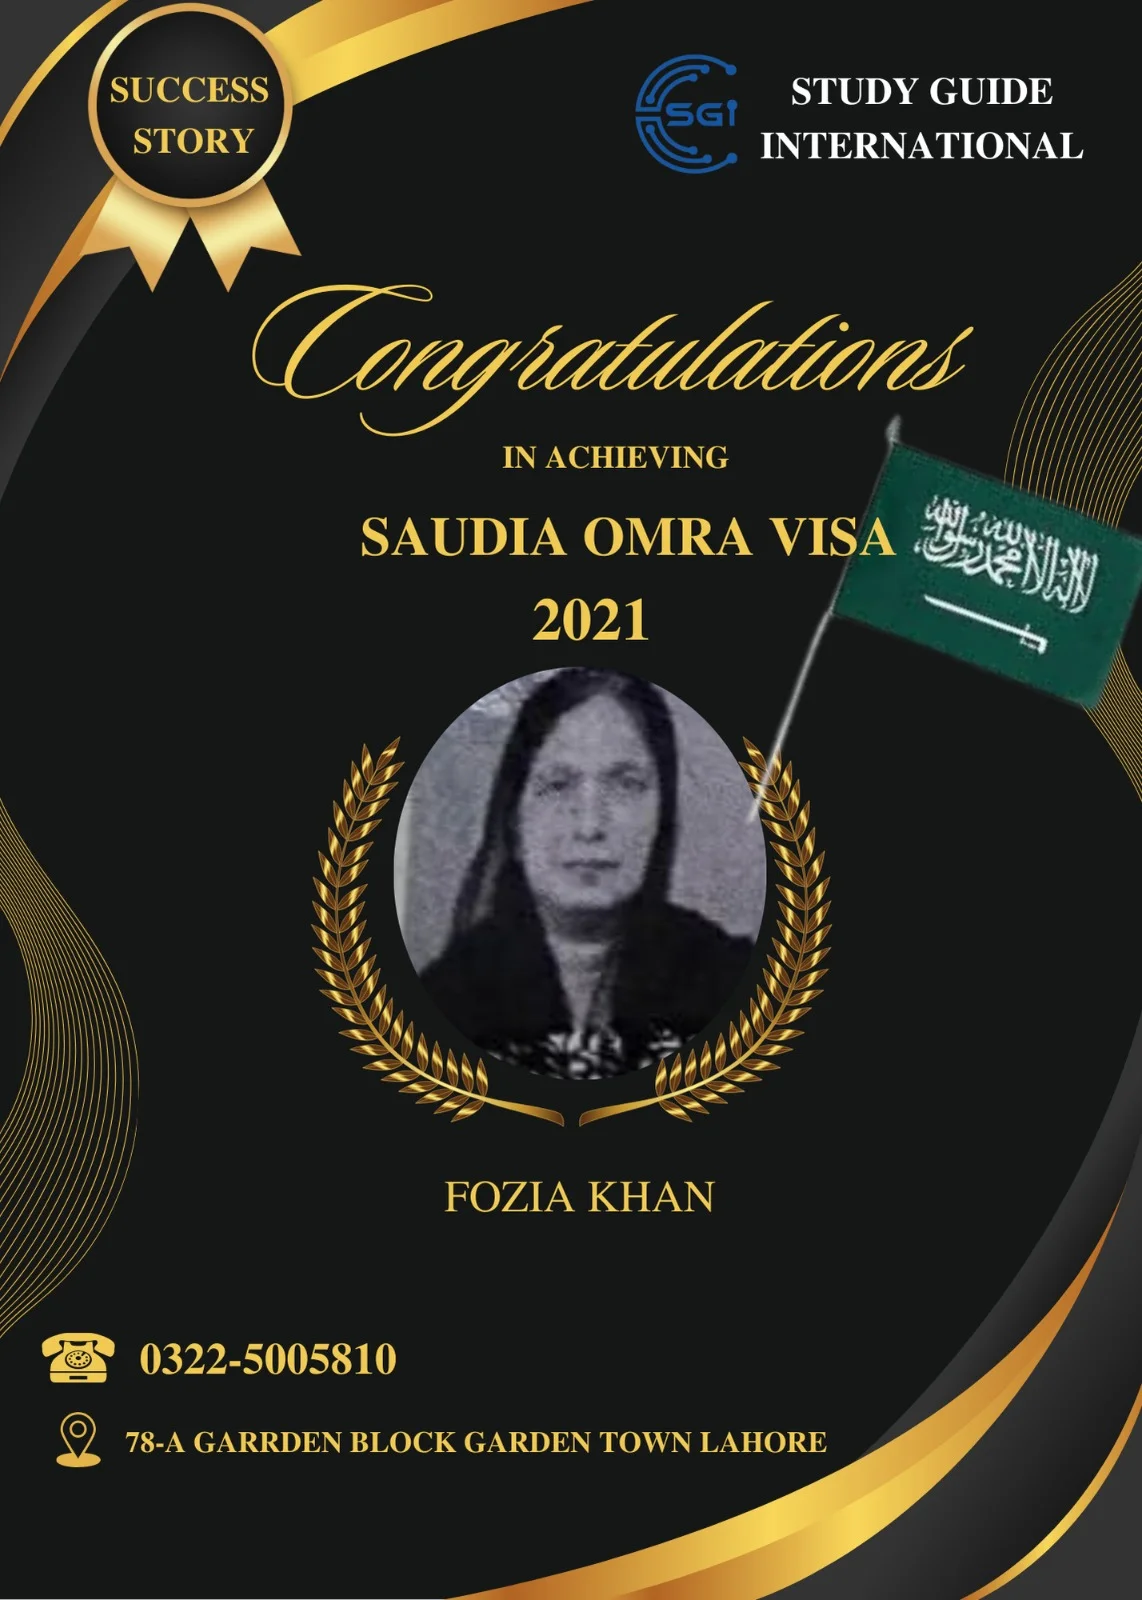 SUCCESS
STORY
SGI
STUDY GUIDE
INTERNATIONAL
Congratulations
IN ACHIEVING
SAUDIA OMRA VISA
2021
لا إله إلا الله محمد رسول الله
FOZIA KHAN
0322-5005810
78-A GARRDEN BLOCK GARDEN TOWN LAHORE